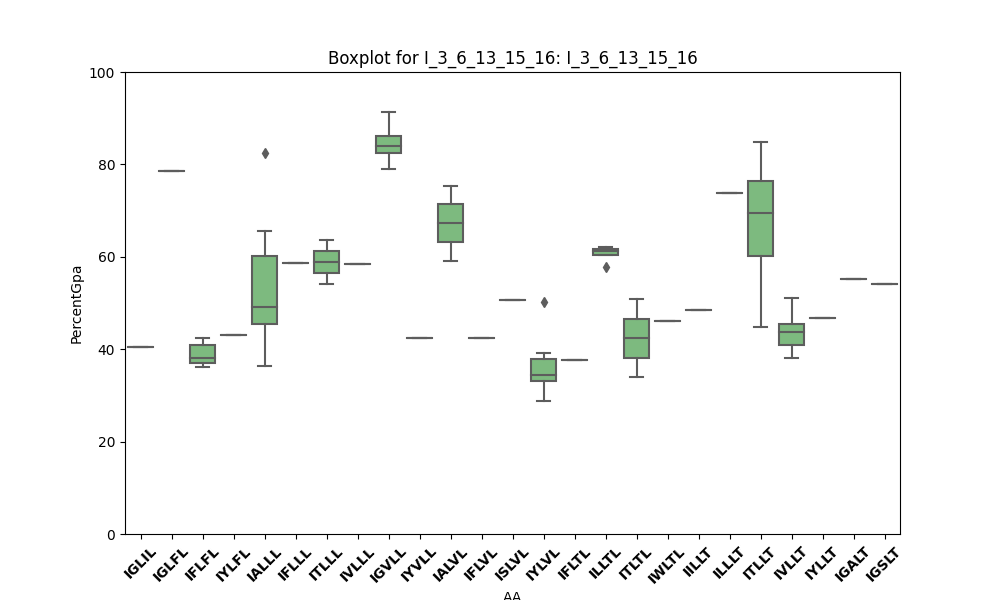 Boxplot for I_3_6_13_15_16: I_3_6_13_15_16
100
80
60
40
20
0
PercentGpa
IGLIL
IGLFL
IFLFL
IYLFL
IALLL
IFLLL
ITLLL
IVLLL
IGVLL
IYVLL
IALVL
IFLVL
ISLVL
IYLVL
IFLTL
ILLTL
ITLTL
IWLTL
IILLT
ILLLT
ITLLT
IVLLT
IYLLT
IGALT
IGSLT
AA